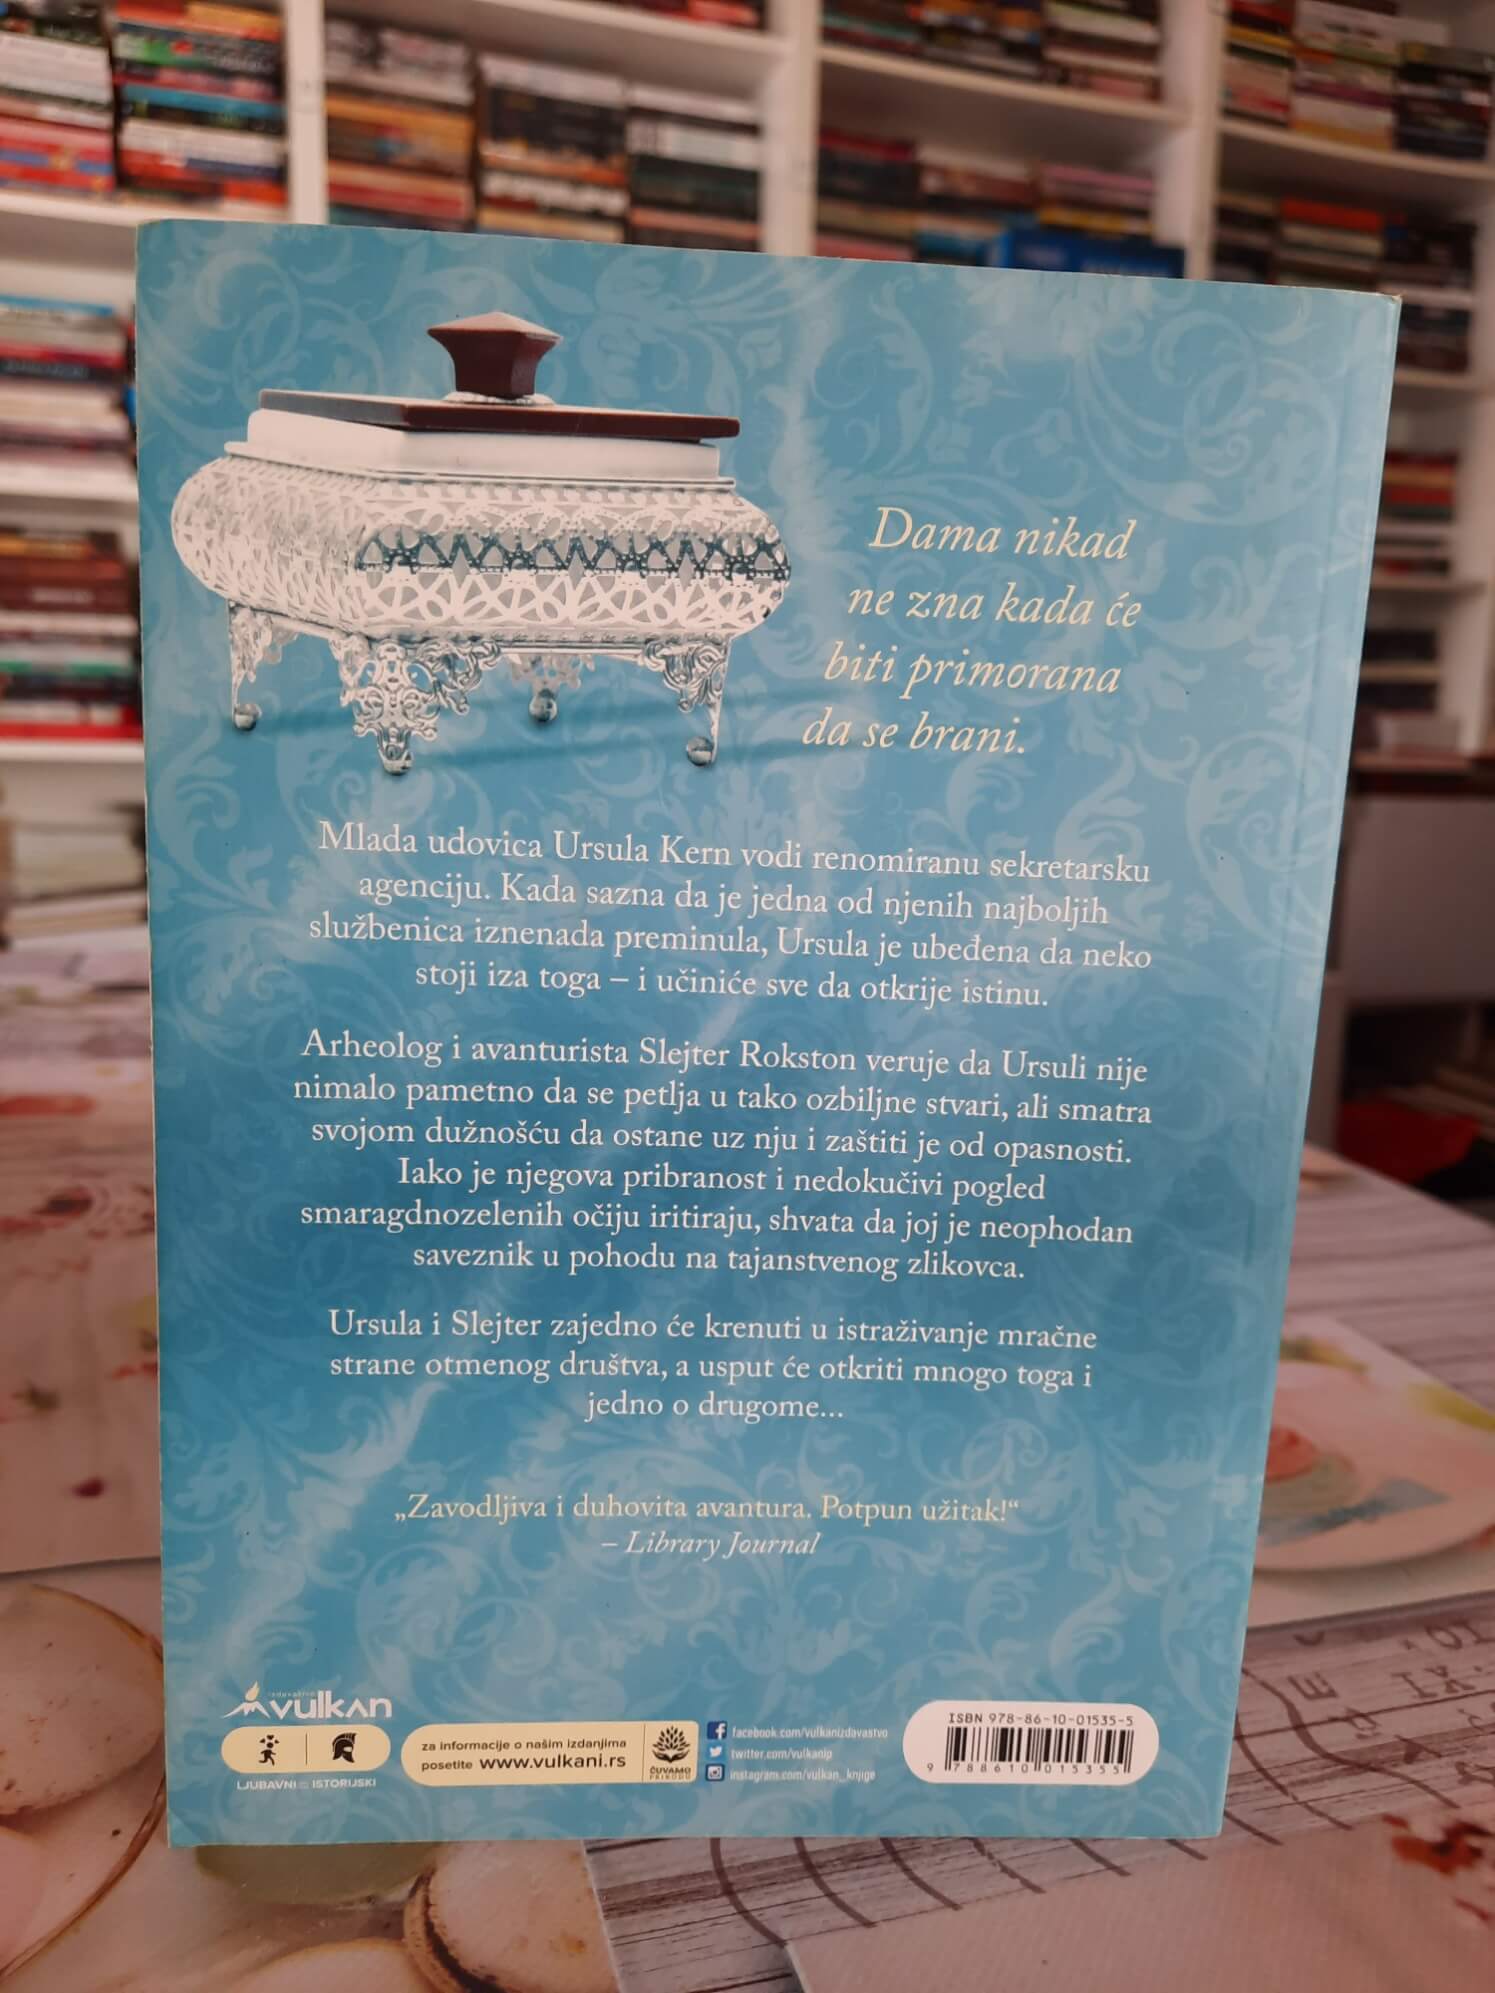 Dama nikad
ne zna kada će
biti primorana
da se brani.
Mlada udovica Ursula Kern vodi renomiranu sekretarsku
agenciju. Kada sazna da je jedna od njenih najboljih
službenica iznenada preminula, Ursula je ubeđena da neko
stoji iza toga – i učiniće sve da otkrije istinu.
Arheolog i avanturista Slejter Rokston veruje da Ursuli nije
nimalo pametno da se petlja u tako ozbiljne stvari, ali smatra
svojom dužnošću da ostane uz nju i zaštiti je od opasnosti.
Iako je njegova pribranost i nedokučivi pogled
smaragdnozelenih očiju iritiraju, shvata da joj je neophodan
saveznik u pohodu na tajanstvenog zlikovca.
Ursula i Slejter zajedno će krenuti u istraživanje mračne
strane otmenog društva, a usput će otkriti mnogo toga i
jedno o drugome...
„Zavodljiva i duhovita avantura. Potpun užitak!“
– Library Journal
izdavaštvo
vulkan
LJUBAVNI
ISTORIJSKI
za informacije o našim izdanjima
posetite www.vulkani.rs
ČUVAMO
PRIRODU
facebook.com/vulkanizdavastvo
twitter.com/vulkanip
instagram.com/vulkan_knjige
ISBN 978-86-10-01535-5
9 788610 015355